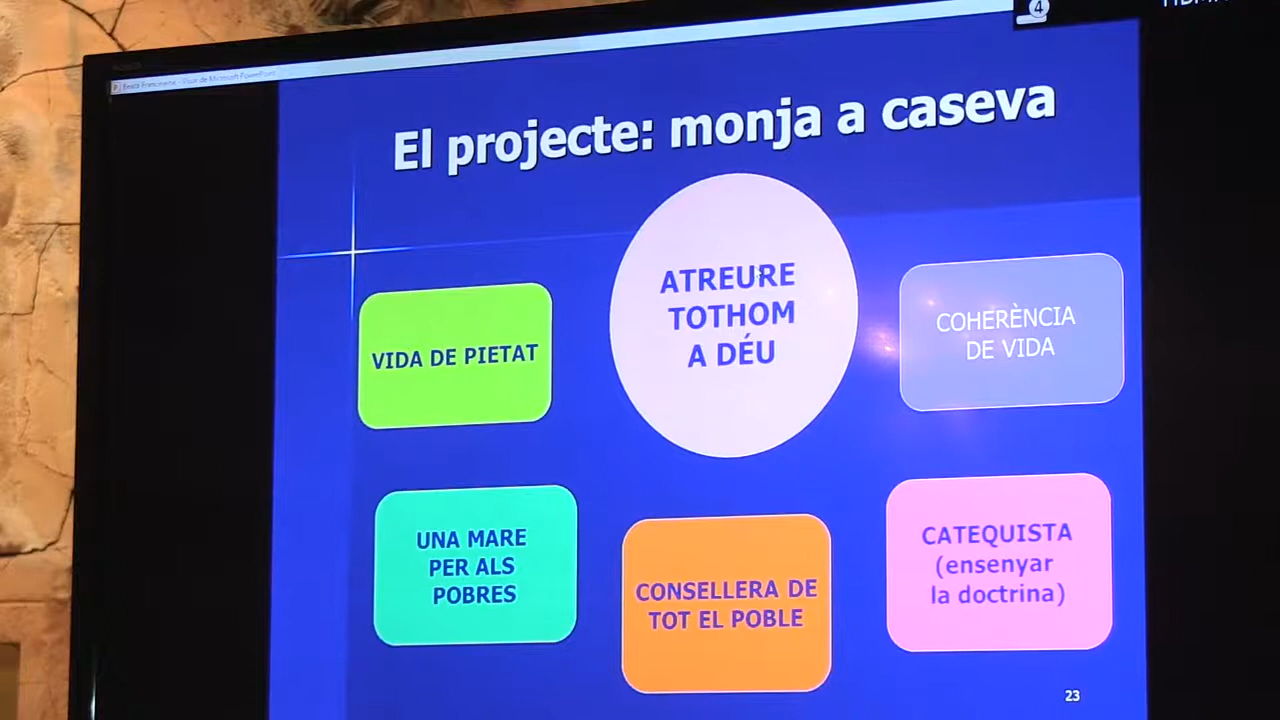 4
El projecte: monja a caseva
ATREURE
TOTHOM
A DÉU
VIDA DE PIETAT
COHERÈNCIA
DE VIDA
UNA MARE
PER ALS
POBRES
CONSELLERA DE
TOT EL POBLE
CATEQUISTA
(ensenyar
la doctrina)
23